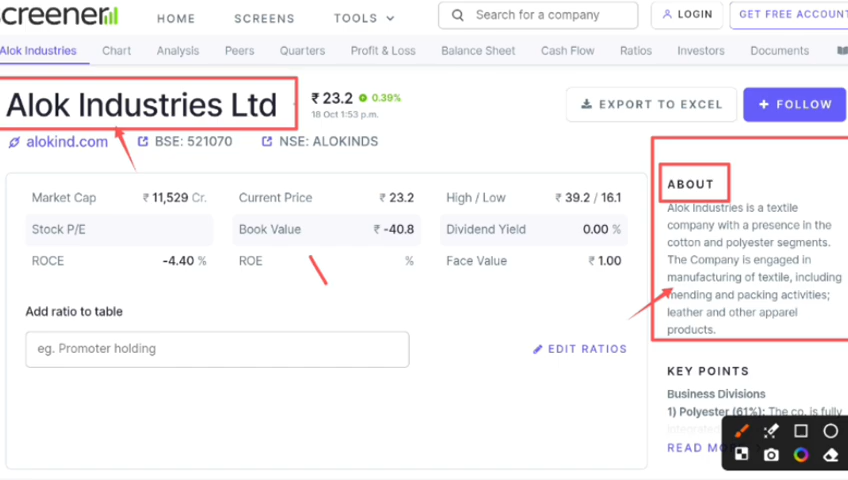 screener
HOME SCREENS TOOLS Search for a company LOGIN GET FREE ACCOUNT
Alok Industries Chart Analysis Peers Quarters Profit & Loss Balance Sheet Cash Flow Ratios Investors Documents
Alok Industries Ltd
₹ 23.2 0.39%
18 Oct 1:53 p.m.
EXPORT TO EXCEL + FOLLOW
alokind.com BSE: 521070 NSE: ALOKINDS
Market Cap ₹ 11,529 Cr. Current Price ₹ 23.2 High / Low ₹ 39.2 / 16.1
Stock P/E Book Value ₹ -40.8 Dividend Yield 0.00 %
ROCE -4.40 % ROE % Face Value ₹ 1.00
Add ratio to table
eg. Promoter holding
EDIT RATIOS
ABOUT
Alok Industries is a textile
company with a presence in the
cotton and polyester segments.
The Company is engaged in
manufacturing of textile, including
mending and packing activities;
leather and other apparel
products.
KEY POINTS
Business Divisions
1) Polyester (61%): The co. is fully
integrated
READ MORE